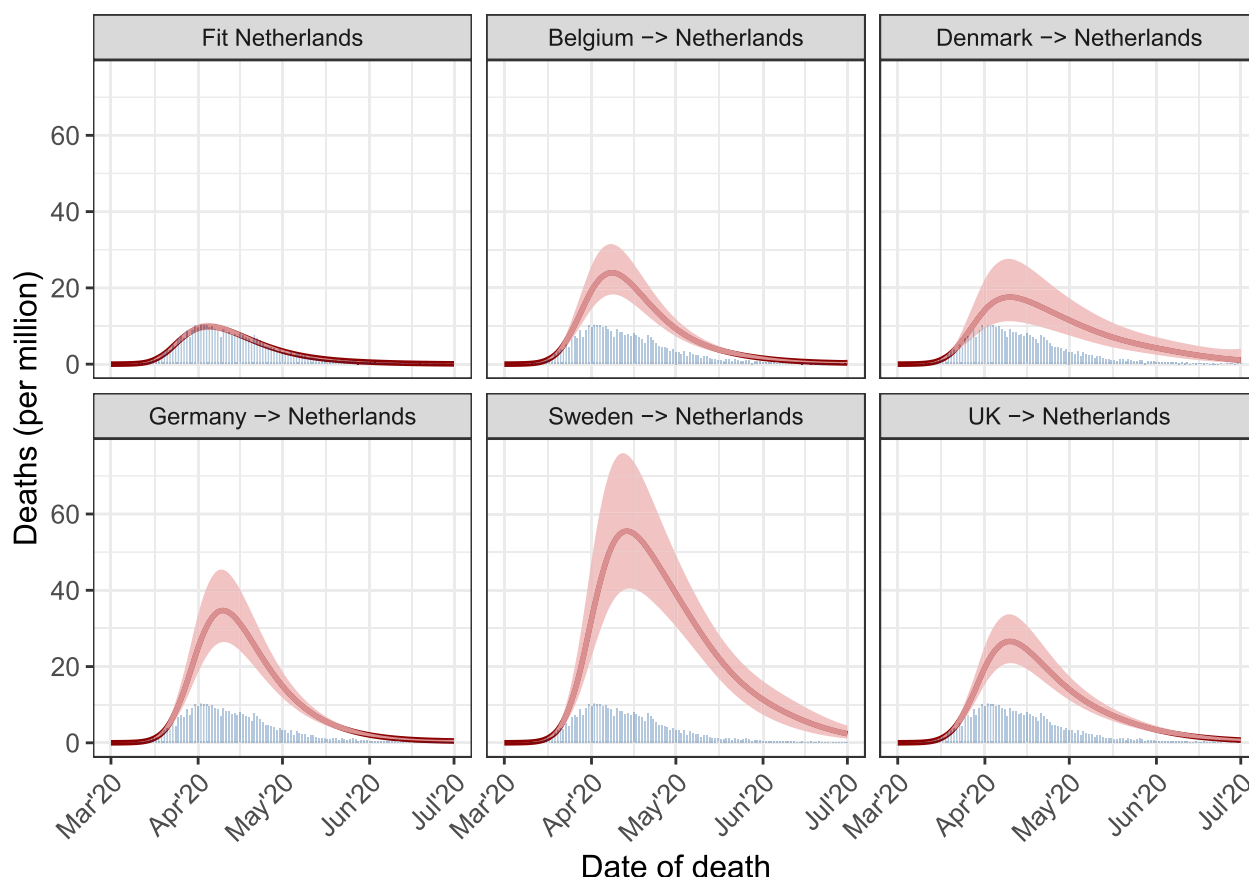 Fit Netherlands
Belgium −> Netherlands
Denmark −> Netherlands
60
40
20
0
Germany −> Netherlands
Sweden −> Netherlands
UK −> Netherlands
60
40
20
0
Deaths (per million)
Mar'20 Apr'20 May'20 Jun'20 Jul'20
Mar'20 Apr'20 May'20 Jun'20 Jul'20
Mar'20 Apr'20 May'20 Jun'20 Jul'20
Date of death